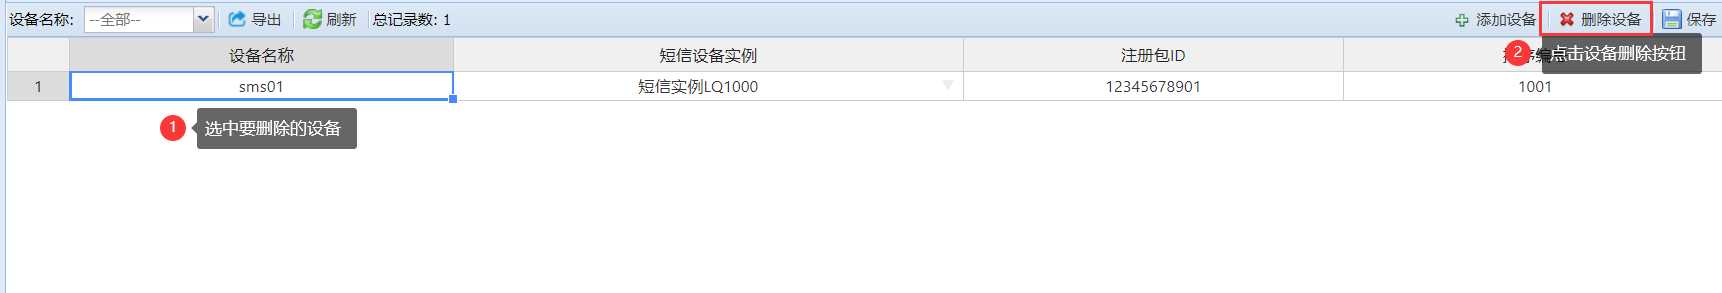 设备名称: --全部-- 导出 刷新 总记录数: 1 添加设备 删除设备 保存
设备名称 短信设备实例 注册包ID
2 点击设备删除按钮
1 sms01 短信实例LQ1000 12345678901 1001
1 选中要删除的设备